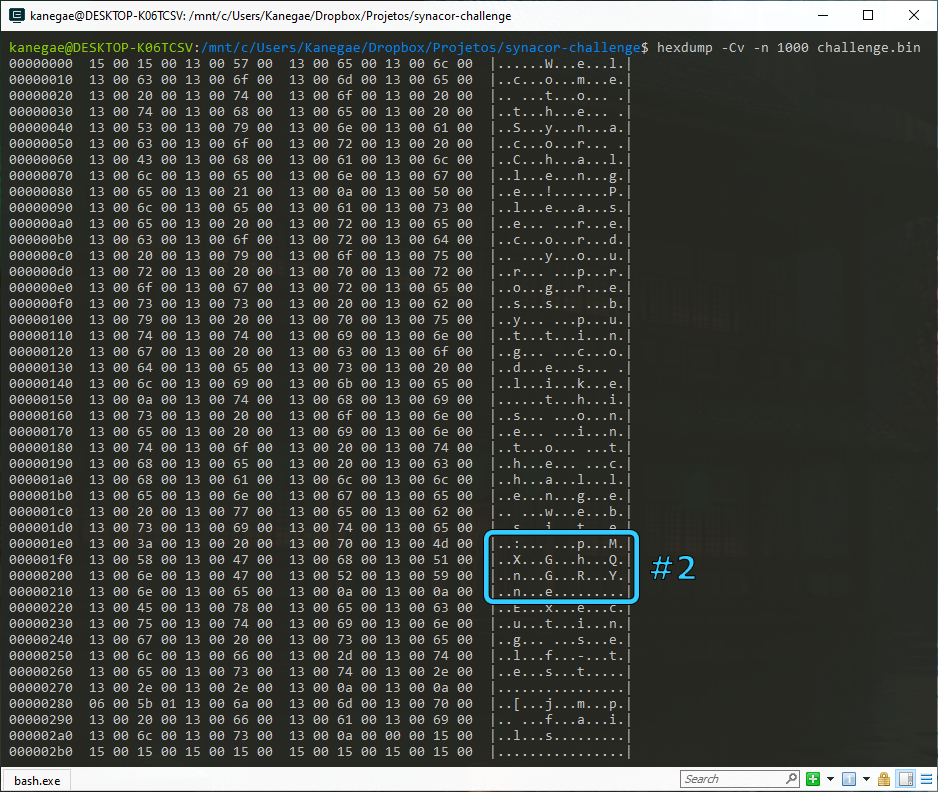 kanegae@DESKTOP-K06TCSV: /mnt/c/Users/Kanegae/Dropbox/Projetos/synacor-challenge
kanegae@DESKTOP-K06TCSV:/mnt/c/Users/Kanegae/Dropbox/Projetos/synacor-challenge$ hexdump -Cv -n 1000 challenge.bin
00000000  15 00 15 00 13 00 57 00  13 00 65 00 13 00 6c 00  |......W...e...l.|
00000010  13 00 63 00 13 00 6f 00  13 00 6d 00 13 00 65 00  |..c...o...m...e.|
00000020  13 00 20 00 13 00 74 00  13 00 6f 00 13 00 20 00  |.. ...t...o... .|
00000030  13 00 74 00 13 00 68 00  13 00 65 00 13 00 20 00  |..t...h...e... .|
00000040  13 00 53 00 13 00 79 00  13 00 6e 00 13 00 61 00  |..S...y...n...a.|
00000050  13 00 63 00 13 00 6f 00  13 00 72 00 13 00 20 00  |..c...o...r... .|
00000060  13 00 43 00 13 00 68 00  13 00 61 00 13 00 6c 00  |..C...h...a...l.|
00000070  13 00 6c 00 13 00 65 00  13 00 6e 00 13 00 67 00  |..l...e...n...g.|
00000080  13 00 65 00 13 00 21 00  13 00 0a 00 13 00 50 00  |..e...!.......P.|
00000090  13 00 6c 00 13 00 65 00  13 00 61 00 13 00 73 00  |..l...e...a...s.|
000000a0  13 00 65 00 13 00 20 00  13 00 72 00 13 00 65 00  |..e... ...r...e.|
000000b0  13 00 63 00 13 00 6f 00  13 00 72 00 13 00 64 00  |..c...o...r...d.|
000000c0  13 00 20 00 13 00 79 00  13 00 6f 00 13 00 75 00  |.. ...y...o...u.|
000000d0  13 00 72 00 13 00 20 00  13 00 70 00 13 00 72 00  |..r... ...p...r.|
000000e0  13 00 6f 00 13 00 67 00  13 00 72 00 13 00 65 00  |..o...g...r...e.|
000000f0  13 00 73 00 13 00 73 00  13 00 20 00 13 00 62 00  |..s...s... ...b.|
00000100  13 00 79 00 13 00 20 00  13 00 70 00 13 00 75 00  |..y... ...p...u.|
00000110  13 00 74 00 13 00 74 00  13 00 69 00 13 00 6e 00  |..t...t...i...n.|
00000120  13 00 67 00 13 00 20 00  13 00 63 00 13 00 6f 00  |..g... ...c...o.|
00000130  13 00 64 00 13 00 65 00  13 00 73 00 13 00 20 00  |..d...e...s... .|
00000140  13 00 6c 00 13 00 69 00  13 00 6b 00 13 00 65 00  |..l...i...k...e.|
00000150  13 00 0a 00 13 00 74 00  13 00 68 00 13 00 69 00  |......t...h...i.|
00000160  13 00 73 00 13 00 20 00  13 00 6f 00 13 00 6e 00  |..s... ...o...n.|
00000170  13 00 65 00 13 00 20 00  13 00 69 00 13 00 6e 00  |..e... ...i...n.|
00000180  13 00 74 00 13 00 6f 00  13 00 20 00 13 00 74 00  |..t...o... ...t.|
00000190  13 00 68 00 13 00 65 00  13 00 20 00 13 00 63 00  |..h...e... ...c.|
000001a0  13 00 68 00 13 00 61 00  13 00 6c 00 13 00 6c 00  |..h...a...l...l.|
000001b0  13 00 65 00 13 00 6e 00  13 00 67 00 13 00 65 00  |..e...n...g...e.|
000001c0  13 00 20 00 13 00 77 00  13 00 65 00 13 00 62 00  |.. ...w...e...b.|
000001d0  13 00 73 00 13 00 69 00  13 00 74 00 13 00 65 00  |..s...i...t...e.|
000001e0  13 00 3a 00 13 00 20 00  13 00 70 00 13 00 4d 00  |..:... ...p...M.|
000001f0  13 00 58 00 13 00 47 00  13 00 68 00 13 00 51 00  |..X...G...h...Q.|
00000200  13 00 6e 00 13 00 47 00  13 00 52 00 13 00 59 00  |..n...G...R...Y.|
00000210  13 00 6e 00 13 00 65 00  13 00 0a 00 13 00 0a 00  |..n...e.........|
#2
00000220  13 00 45 00 13 00 78 00  13 00 65 00 13 00 63 00  |..E...x...e...c.|
00000230  13 00 75 00 13 00 74 00  13 00 69 00 13 00 6e 00  |..u...t...i...n.|
00000240  13 00 67 00 13 00 20 00  13 00 73 00 13 00 65 00  |..g... ...s...e.|
00000250  13 00 6c 00 13 00 66 00  13 00 2d 00 13 00 74 00  |..l...f...-...t.|
00000260  13 00 65 00 13 00 73 00  13 00 74 00 13 00 2e 00  |..e...s...t.....|
00000270  13 00 2e 00 13 00 2e 00  13 00 0a 00 13 00 0a 00  |................|
00000280  06 00 5b 01 13 00 6a 00  13 00 6d 00 13 00 70 00  |..[...j...m...p.|
00000290  13 00 20 00 13 00 66 00  13 00 61 00 13 00 69 00  |.. ...f...a...i.|
000002a0  13 00 6c 00 13 00 73 00  13 00 0a 00 00 00 15 00  |..l...s.........|
000002b0  15 00 15 00 15 00 15 00  15 00 15 00 15 00 15 00  |................|
bash.exe
Search